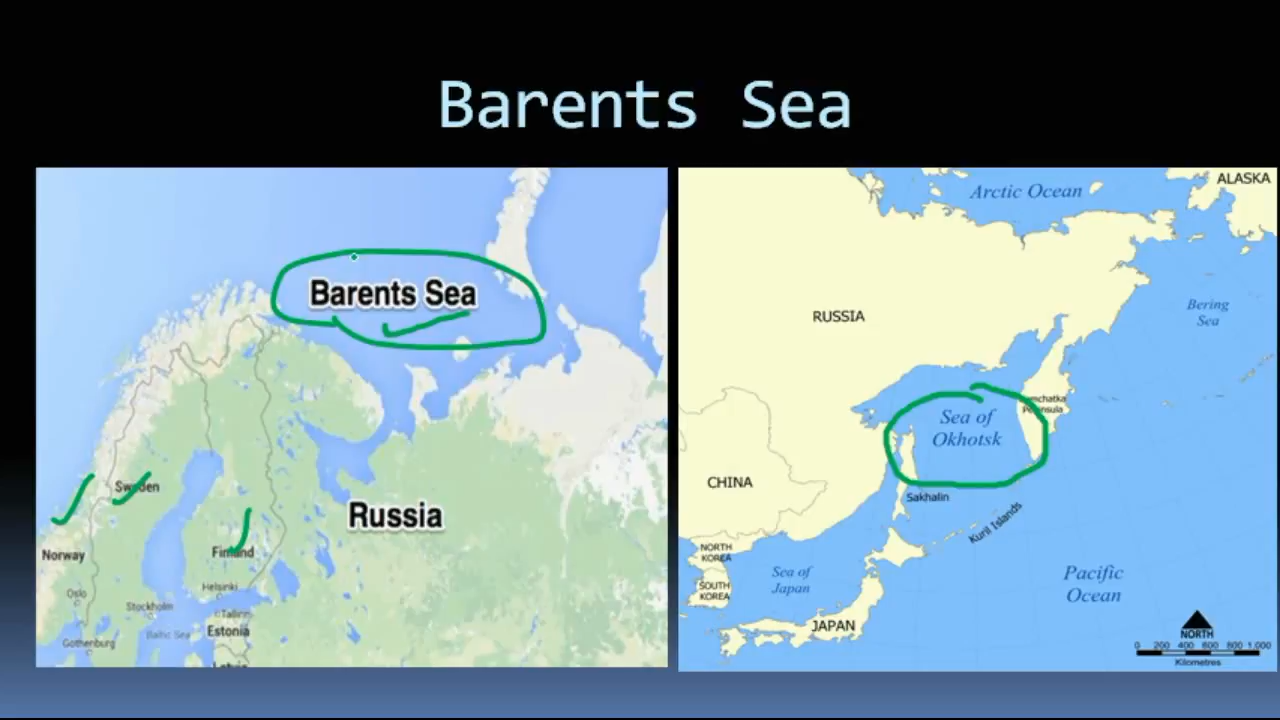 Barents Sea
Barents Sea
Sweden
Russia
Norway
Finland
Helsinki
Oslo
Stockholm
Tallinn
Baltic Sea
Estonia
Gothenburg
Latvia
ALASKA
Arctic Ocean
Bering
Sea
RUSSIA
Kamchatka
Peninsula
Sea of
Okhotsk
CHINA
Sakhalin
Kuril Islands
NORTH
KOREA
Sea of
Japan
SOUTH
KOREA
Pacific
Ocean
JAPAN
NORTH
0 200 400 600 800 1,000
Kilometres